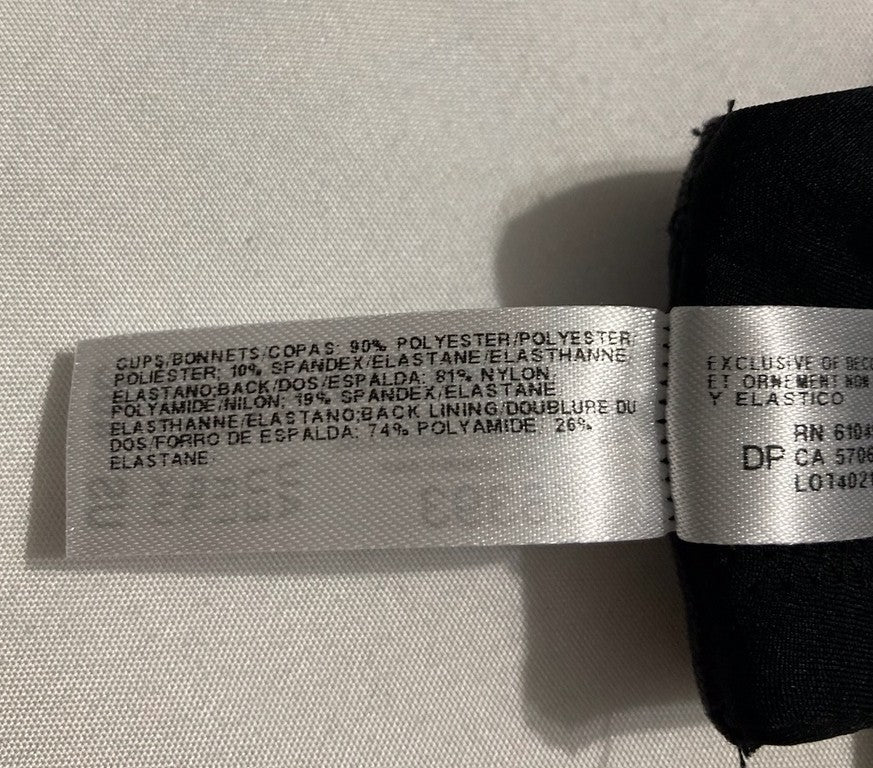 CUPS/BONNETS/COPAS: 90% POLYESTER/POLYESTER/
POLIESTER; 10% SPANDEX/ELASTANE/ELASTHANNE/
ELASTANO;BACK/DOS/ESPALDA: 81% NYLON
POLYAMIDE/NILON; 19% SPANDEX/ELASTANE
ELASTHANNE/ELASTANO;BACK LINING/DOUBLURE DU
DOS/FORRO DE ESPALDA: 74% POLYAMIDE 26%
ELASTANE
EXCLUSIVE OF
ET ORNEMENT NON
Y ELASTICO
RN
DP CA